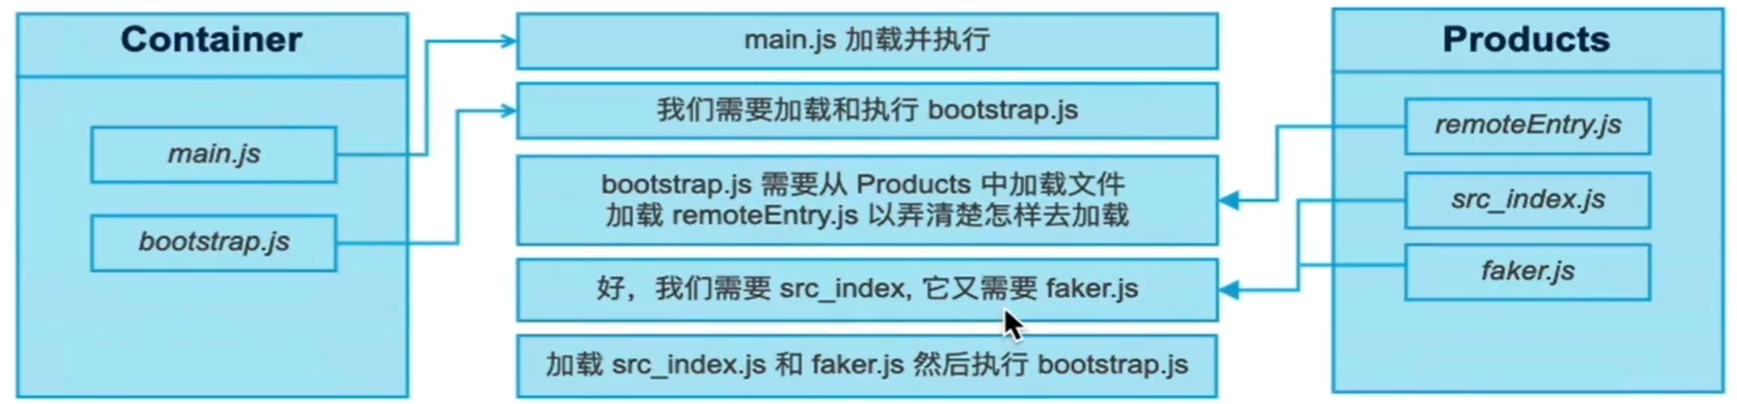 Container
main.js
bootstrap.js
main.js 加载并执行
我们需要加载和执行 bootstrap.js
bootstrap.js 需要从 Products 中加载文件
加载 remoteEntry.js 以弄清楚怎样去加载
好，我们需要 src_index, 它又需要 faker.js
加载 src_index.js 和 faker.js 然后执行 bootstrap.js
Products
remoteEntry.js
src_index.js
faker.js